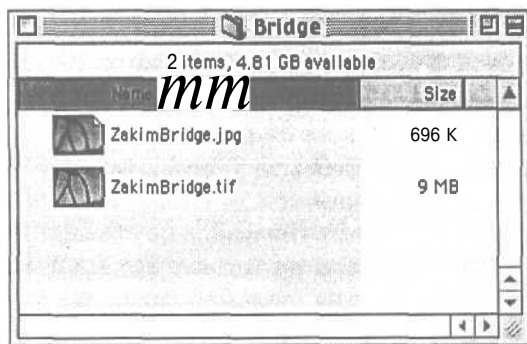 Bridge
2 items, 4.81 GB available
Name mm Size
ZakimBridge.jpg 696 K
ZakimBridge.tif 9 MB